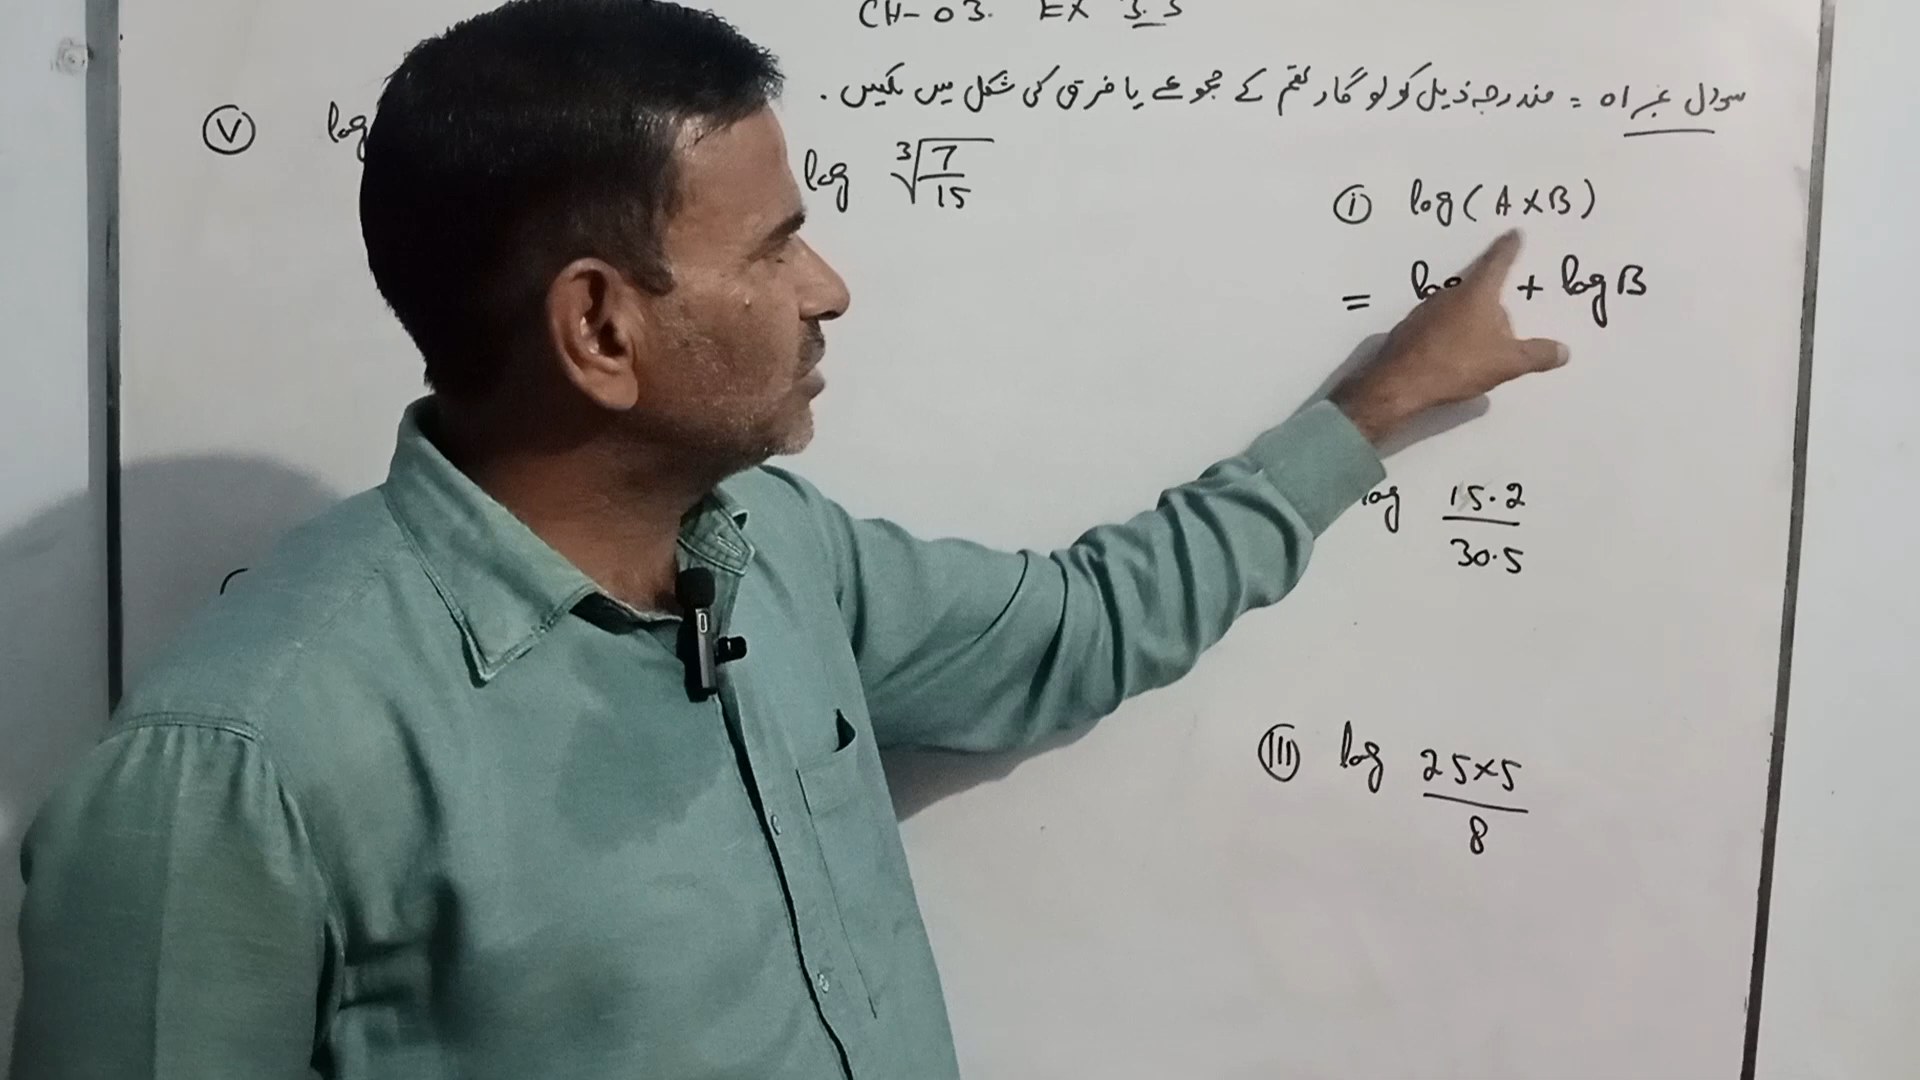 CH-03. EX 3.3
سوال نمبر 01 = مندرجہ ذیل کو لوگارتھم کے مجموعے یا فرق کی شکل میں لکھیں .
(i) log(A×B)
= log + log B
log 15.2/30.5
(III) log 25×5/8
log ∛(7/15)
(V) log